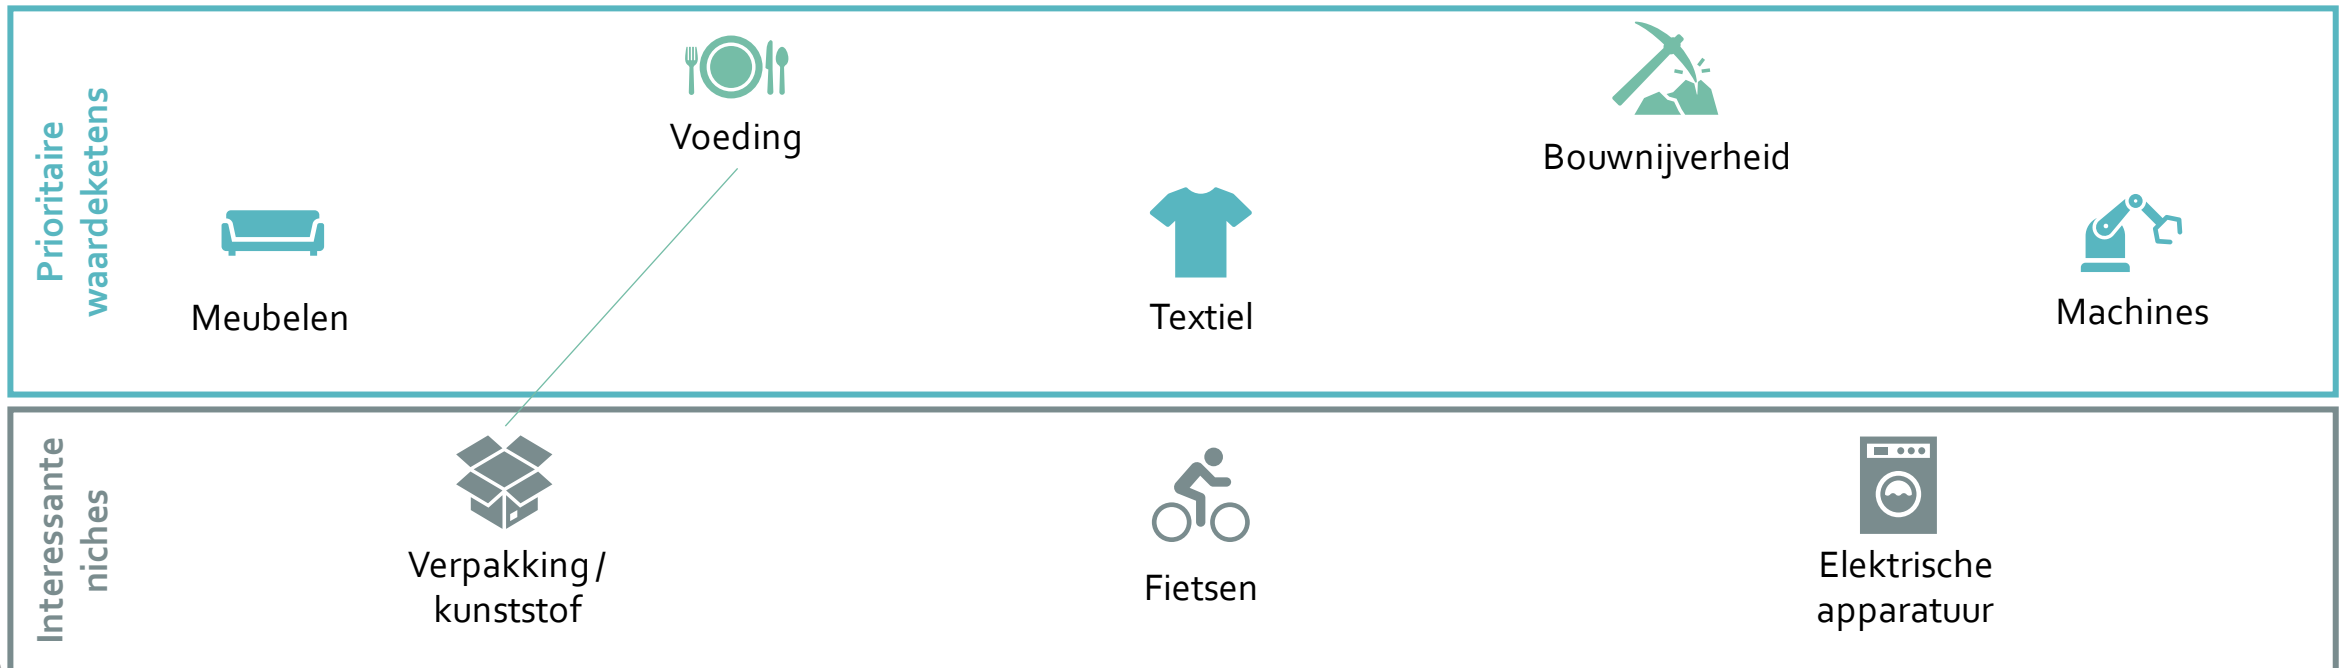 Prioritaire
waardeketens
Voeding
Bouwnijverheid
Meubelen
Textiel
Machines
Interessante
niches
Verpakking /
kunststof
Fietsen
Elektrische
apparatuur